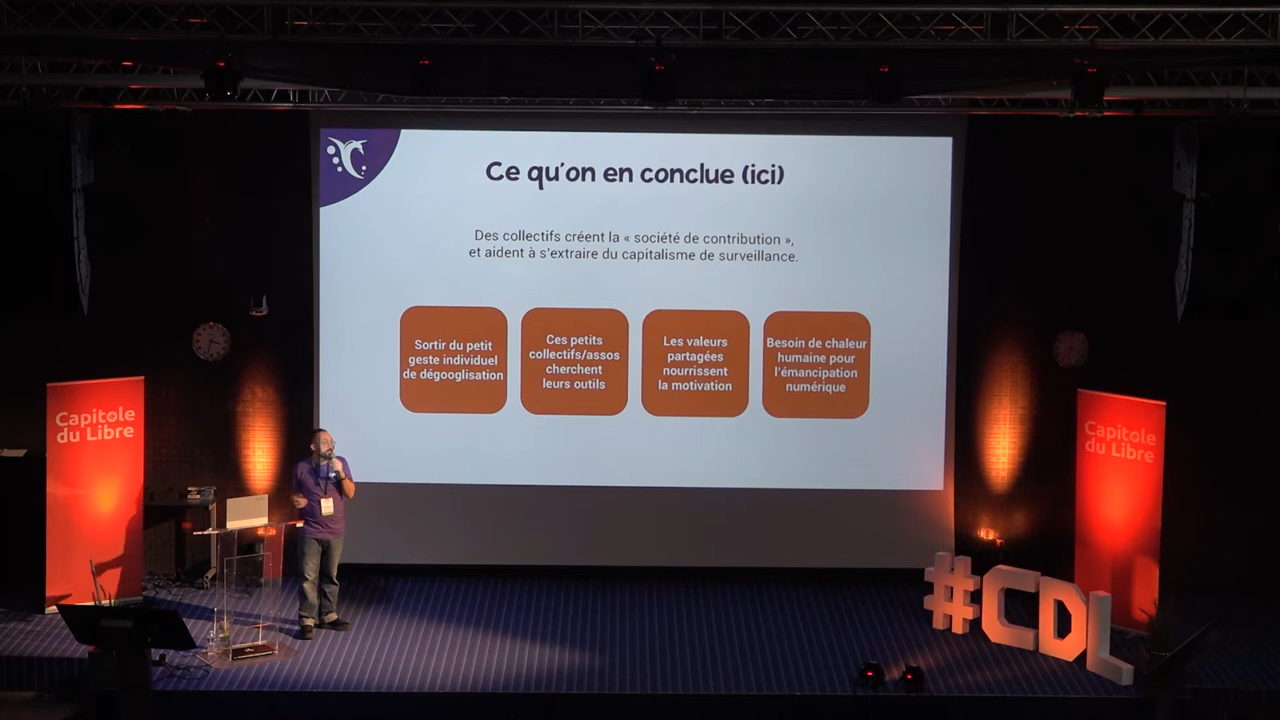 Ce qu'on en conclue (ici)
Des collectifs créent la « société de contribution »,
et aident à s'extraire du capitalisme de surveillance.
Sortir du petit
geste individuel
de dégooglisation
Ces petits
collectifs/assos
cherchent
leurs outils
Les valeurs
partagées
nourrissent
la motivation
Besoin de chaleur
humaine pour
l'émancipation
numérique
Capitole
du Libre
Capitole
du Libre
#CDL